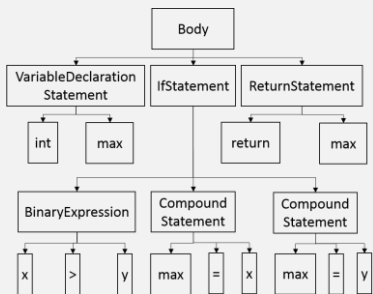 Body
VariableDeclaration
Statement
IfStatement
ReturnStatement
int
max
return
max
BinaryExpression
Compound
Statement
Compound
Statement
x
>
y
max
=
x
max
=
y